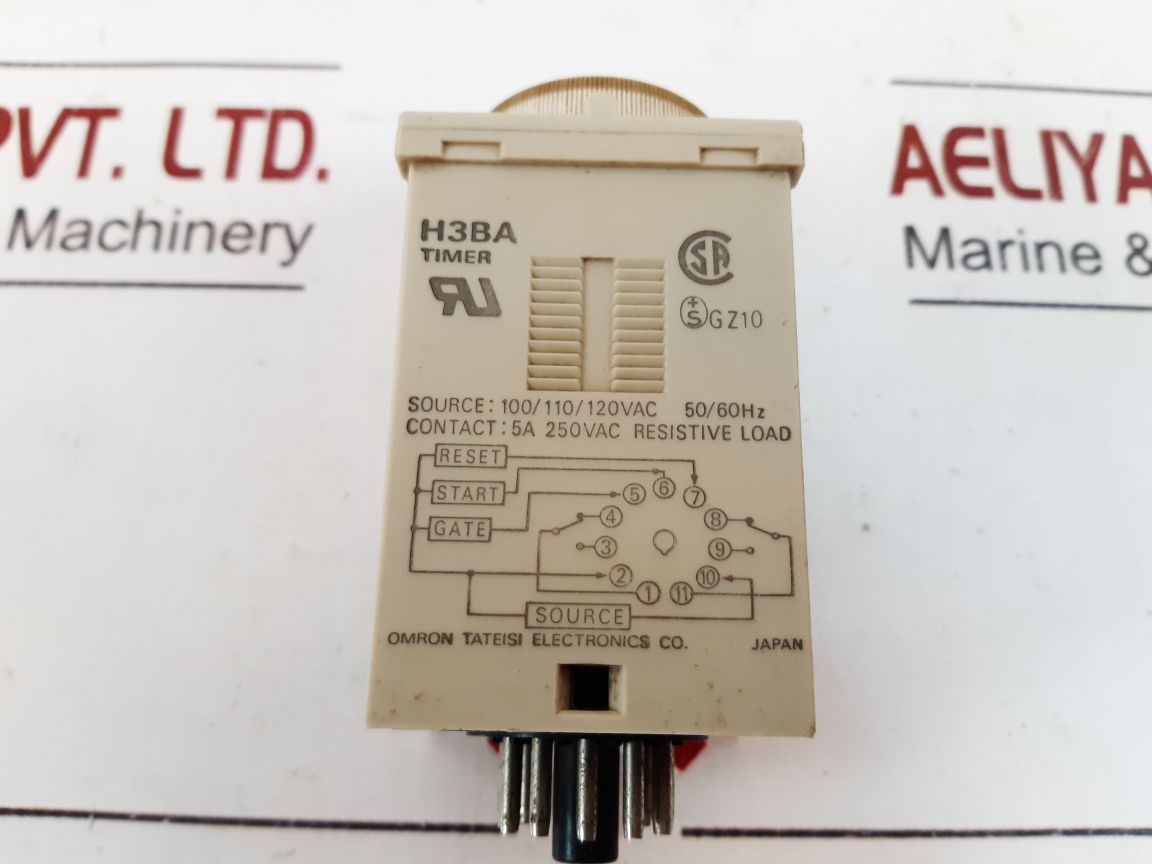 PVT. LTD.
Machinery
AELIYA
Marine &
H3BA
TIMER
RU
CSA
+S GZ10
SOURCE: 100/110/120VAC 50/60Hz
CONTACT: 5A 250VAC RESISTIVE LOAD
RESET
START
GATE
5 6 7
4 8
3 9
2 10
1 11
SOURCE
OMRON TATEISI ELECTRONICS CO. JAPAN